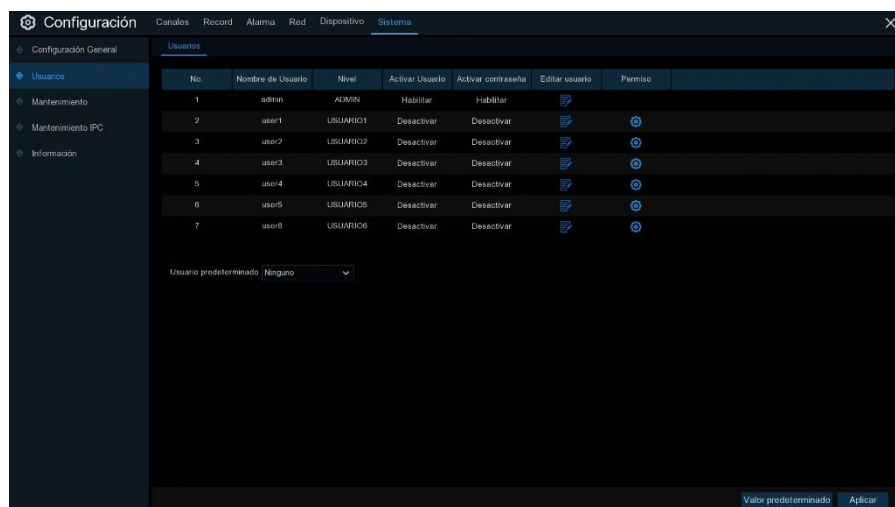 Configuración Canales Record Alarma Red Dispositivo Sistema
Configuración General
Usuarios
Mantenimiento
Mantenimiento IPC
Información
Usuarios
No. Nombre de Usuario Nivel Activar Usuario Activar contraseña Editar usuario Permiso
1 admin ADMIN Habilitar Habilitar
2 user1 USUARIO1 Desactivar Desactivar
3 user2 USUARIO2 Desactivar Desactivar
4 user3 USUARIO3 Desactivar Desactivar
5 user4 USUARIO4 Desactivar Desactivar
6 user5 USUARIO5 Desactivar Desactivar
7 user6 USUARIO6 Desactivar Desactivar
Usuario predeterminado Ninguno
Valor predeterminado Aplicar